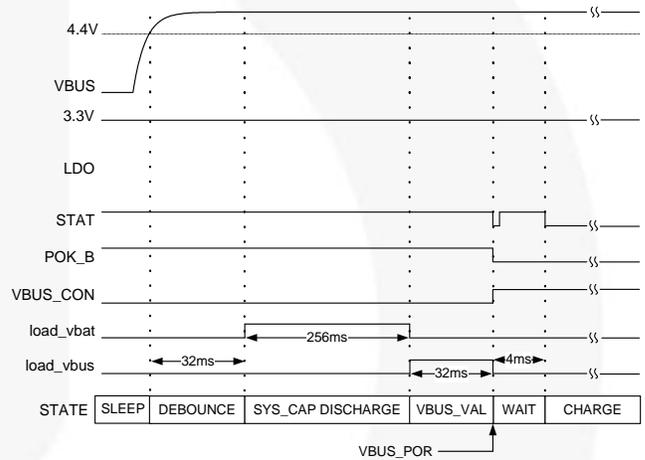 4.4V
VBUS
3.3V
LDO
STAT
POK_B
VBUS_CON
load_vbat
256ms
load_vbus
32ms
32ms
4ms
STATE
SLEEP
DEBOUNCE
SYS_CAP DISCHARGE
VBUS_VAL
WAIT
CHARGE
VBUS_POR